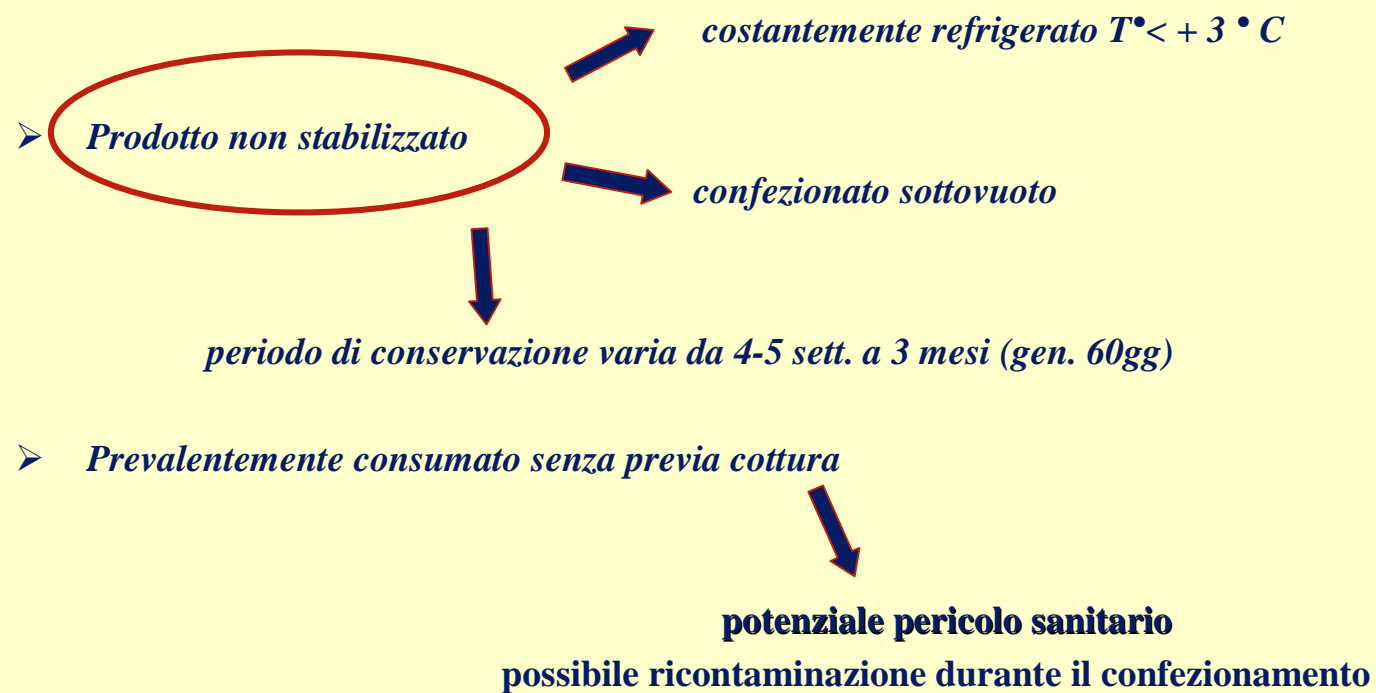 costantemente refrigerato T•< + 3 • C
➢ Prodotto non stabilizzato
confezionato sottovuoto
periodo di conservazione varia da 4-5 sett. a 3 mesi (gen. 60gg)
➢ Prevalentemente consumato senza previa cottura
potenziale pericolo sanitario
possibile ricontaminazione durante il confezionamento